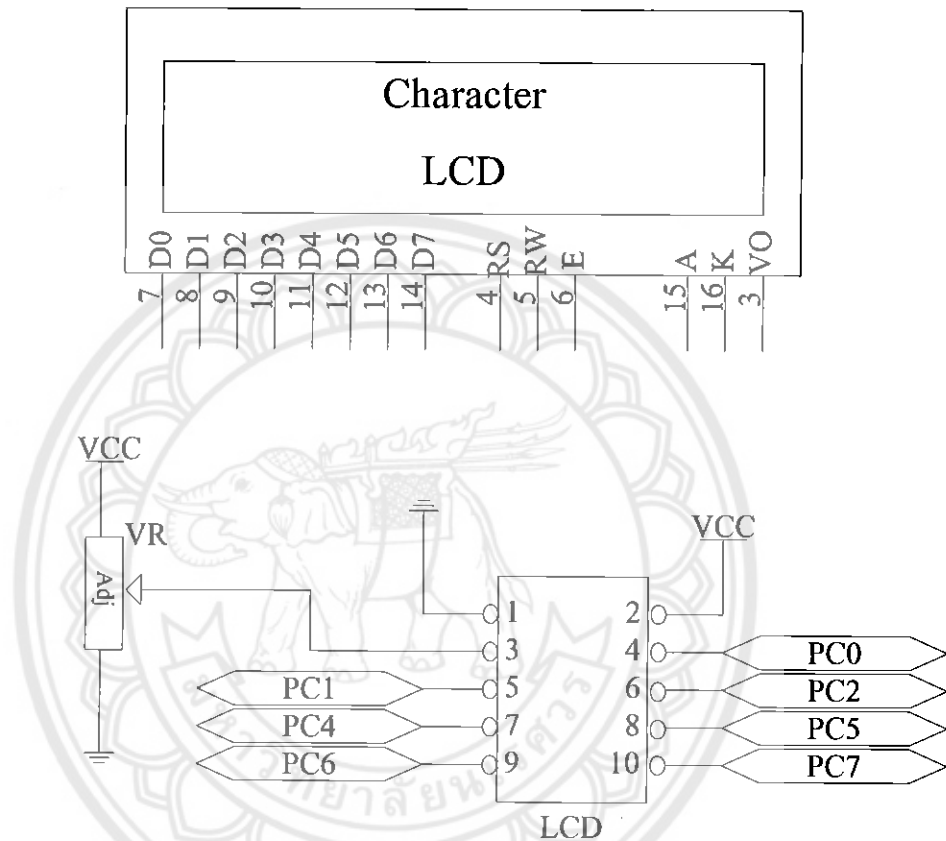 Character
LCD
D0 D1 D2 D3 D4 D5 D6 D7 RS RW E A K VO
7 8 9 10 11 12 13 14 4 5 6 15 16 3
VCC
VR
Adj
VCC
1 2
3 4 PC0
PC1 5 6 PC2
PC4 7 8 PC5
PC6 9 10 PC7
LCD